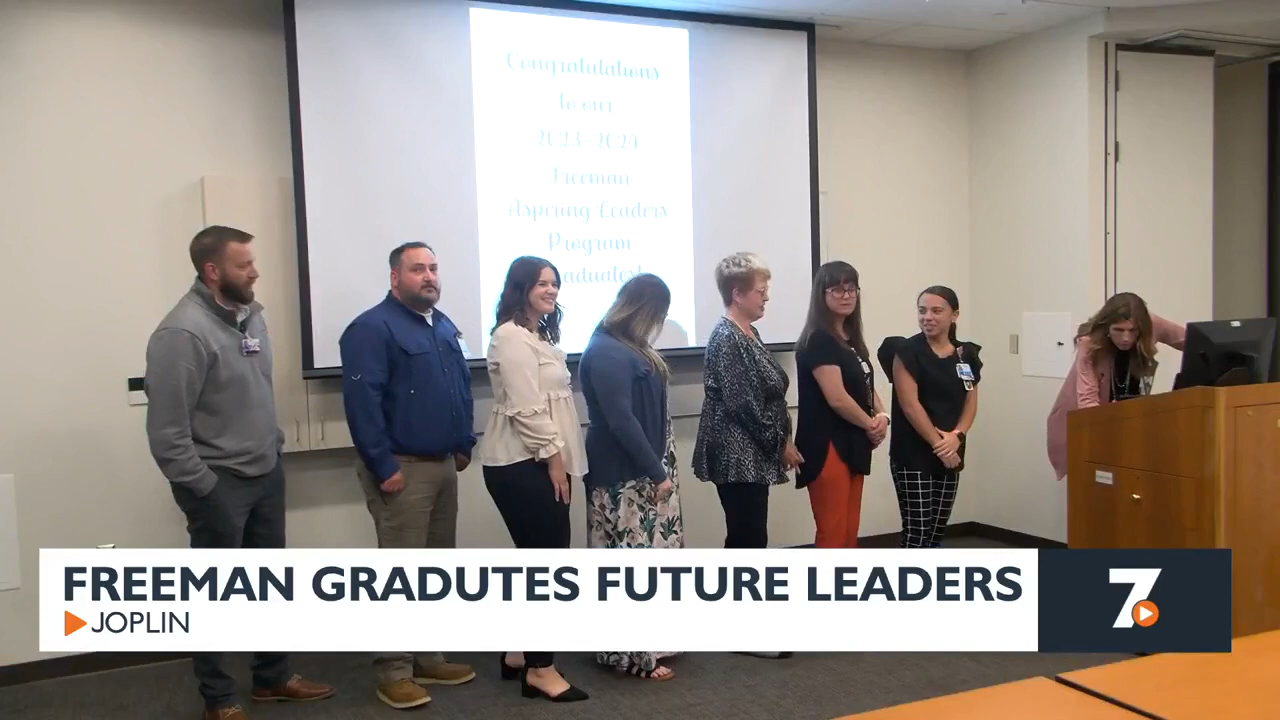 Congratulations
to our
2023-2024
Freeman
Aspiring Leaders
Program
Graduates!
FREEMAN GRADUTES FUTURE LEADERS
JOPLIN
7